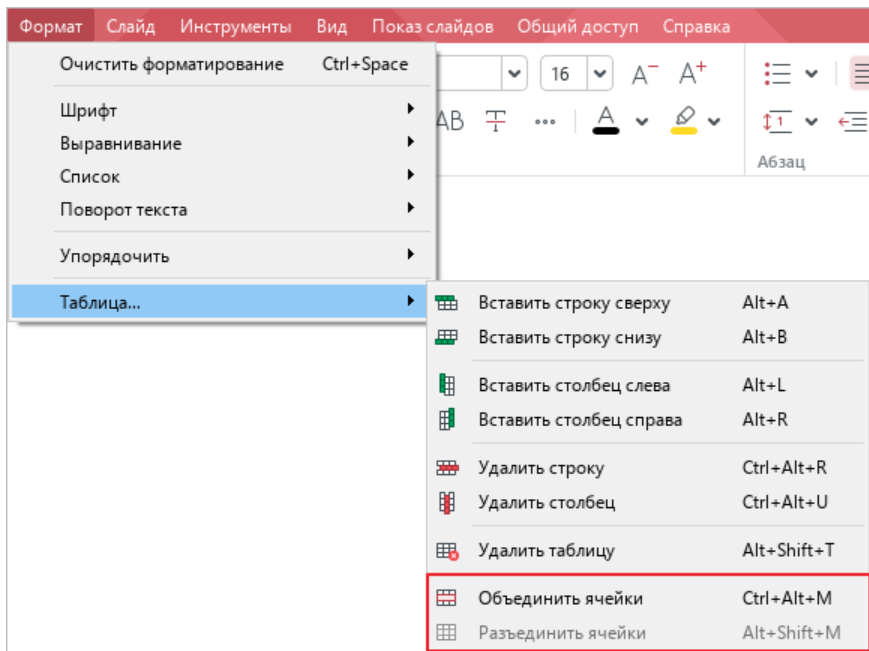 Формат Слайд Инструменты Вид Показ слайдов Общий доступ Справка
Очистить форматирование Ctrl+Space
16 A− A+
Шрифт
AB T ... A
1
Выравнивание
Абзац
Список
Поворот текста
Упорядочить
Таблица...
Вставить строку сверху Alt+A
Вставить строку снизу Alt+B
Вставить столбец слева Alt+L
Вставить столбец справа Alt+R
Удалить строку Ctrl+Alt+R
Удалить столбец Ctrl+Alt+U
Удалить таблицу Alt+Shift+T
Объединить ячейки Ctrl+Alt+M
Разъединить ячейки Alt+Shift+M